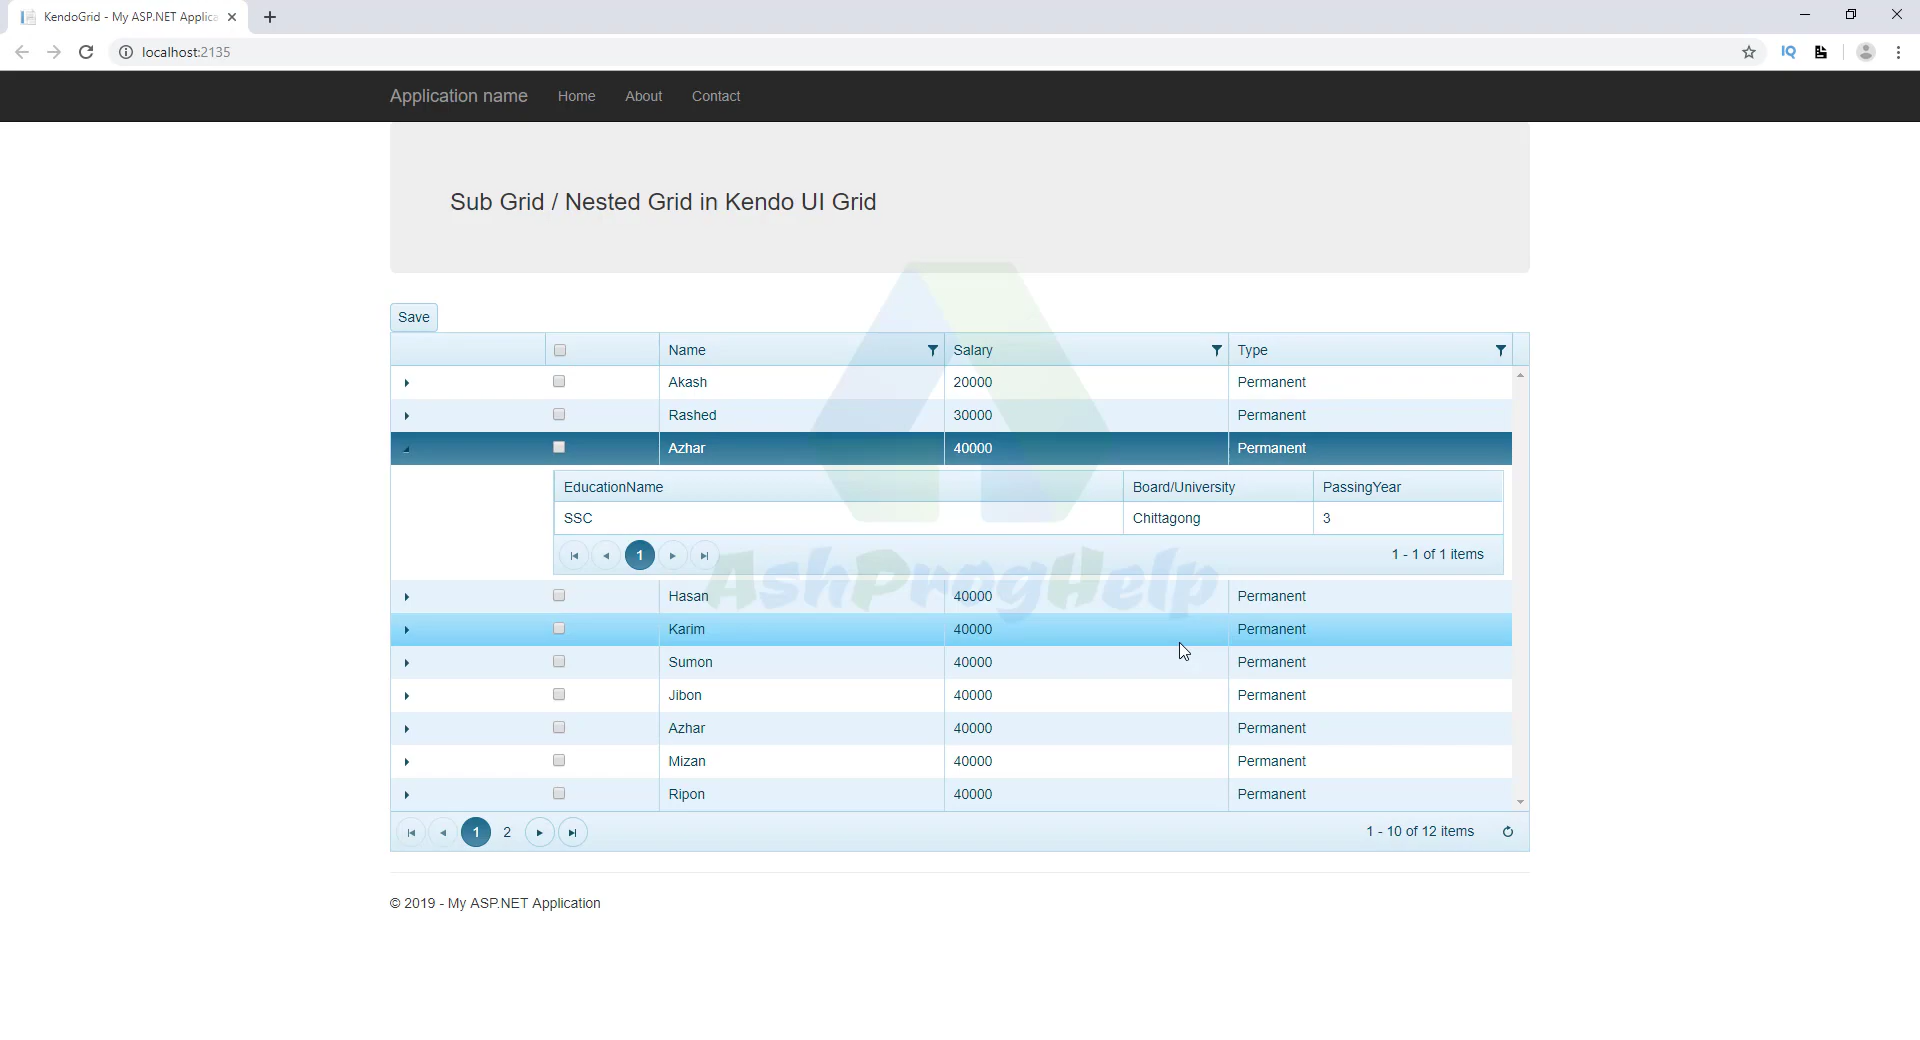 KendoGrid - My ASP.NET Applica
localhost:2135
IQ
Application name Home About Contact
Sub Grid / Nested Grid in Kendo UI Grid
Save
Name Salary Type
Akash 20000 Permanent
Rashed 30000 Permanent
Azhar 40000 Permanent
EducationName Board/University PassingYear
SSC Chittagong 3
1 1 - 1 of 1 items
AshProgHelp
Hasan 40000 Permanent
Karim 40000 Permanent
Sumon 40000 Permanent
Jibon 40000 Permanent
Azhar 40000 Permanent
Mizan 40000 Permanent
Ripon 40000 Permanent
1 2 1 - 10 of 12 items
© 2019 - My ASP.NET Application